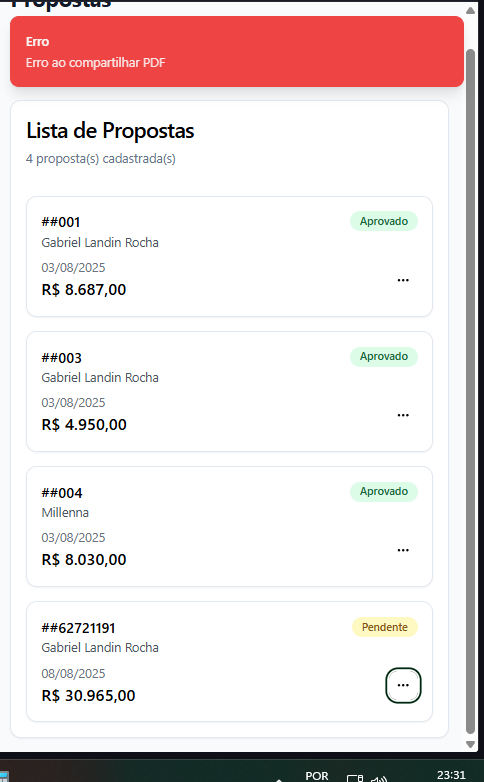 Propostas
Erro
Erro ao compartilhar PDF
Lista de Propostas
4 proposta(s) cadastrada(s)
##001
Aprovado
Gabriel Landin Rocha
03/08/2025
R$ 8.687,00
...
##003
Aprovado
Gabriel Landin Rocha
03/08/2025
R$ 4.950,00
...
##004
Aprovado
Millenna
03/08/2025
R$ 8.030,00
...
##62721191
Pendente
Gabriel Landin Rocha
08/08/2025
R$ 30.965,00
...
POR
23:31